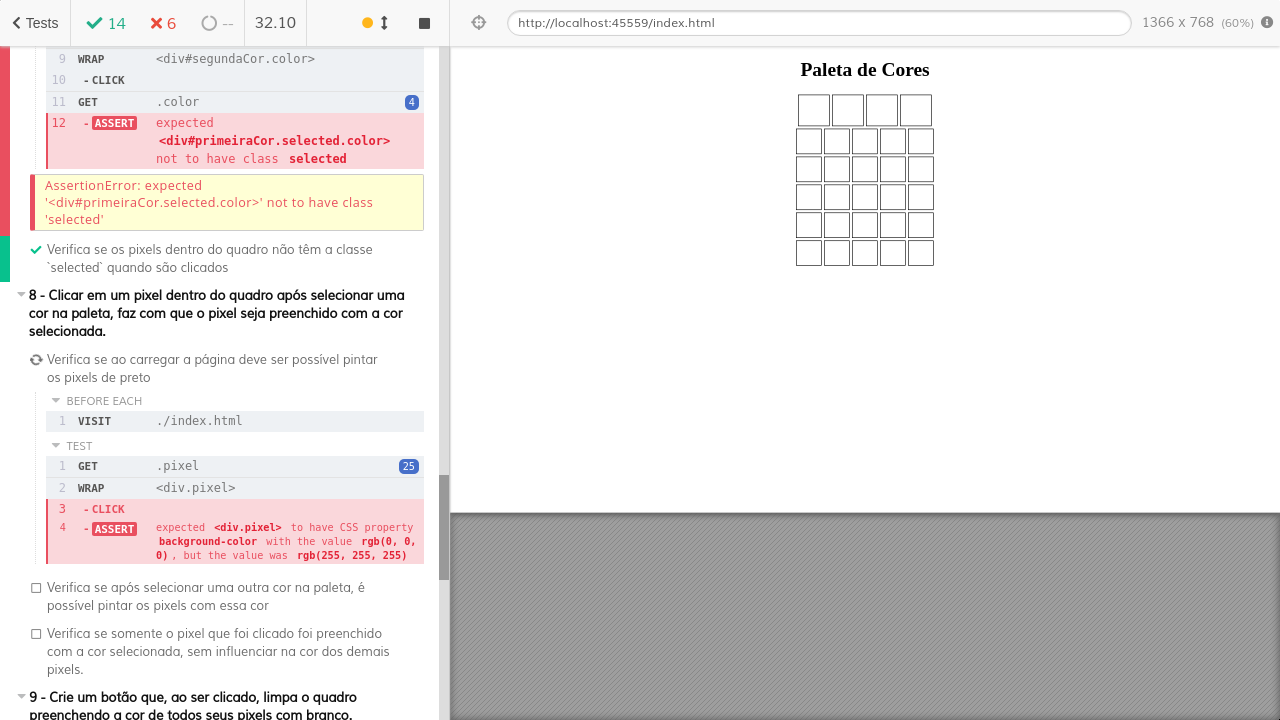 Tests
14
6
--
32.10
http://localhost:45559/index.html
1366 x 768 (60%)
9 WRAP <div#segundaCor.color>
10 -CLICK
11 GET .color 4
12 -ASSERT expected
<div#primeiraCor.selected.color>
not to have class selected
AssertionError: expected
'<div#primeiraCor.selected.color>' not to have class
'selected'
Verifica se os pixels dentro do quadro não têm a classe
`selected` quando são clicados
8 - Clicar em um pixel dentro do quadro após selecionar uma
cor na paleta, faz com que o pixel seja preenchido com a cor
selecionada.
Verifica se ao carregar a página deve ser possível pintar
os pixels de preto
BEFORE EACH
1 VISIT ./index.html
TEST
1 GET .pixel 25
2 WRAP <div.pixel>
3 -CLICK
4 -ASSERT expected <div.pixel> to have CSS property
background-color with the value rgb(0, 0,
0), but the value was rgb(255, 255, 255)
Verifica se após selecionar uma outra cor na paleta, é
possível pintar os pixels com essa cor
Verifica se somente o pixel que foi clicado foi preenchido
com a cor selecionada, sem influenciar na cor dos demais
pixels.
9 - Crie um botão que, ao ser clicado, limpa o quadro
preenchendo a cor de todos seus pixels com branco.
Paleta de Cores